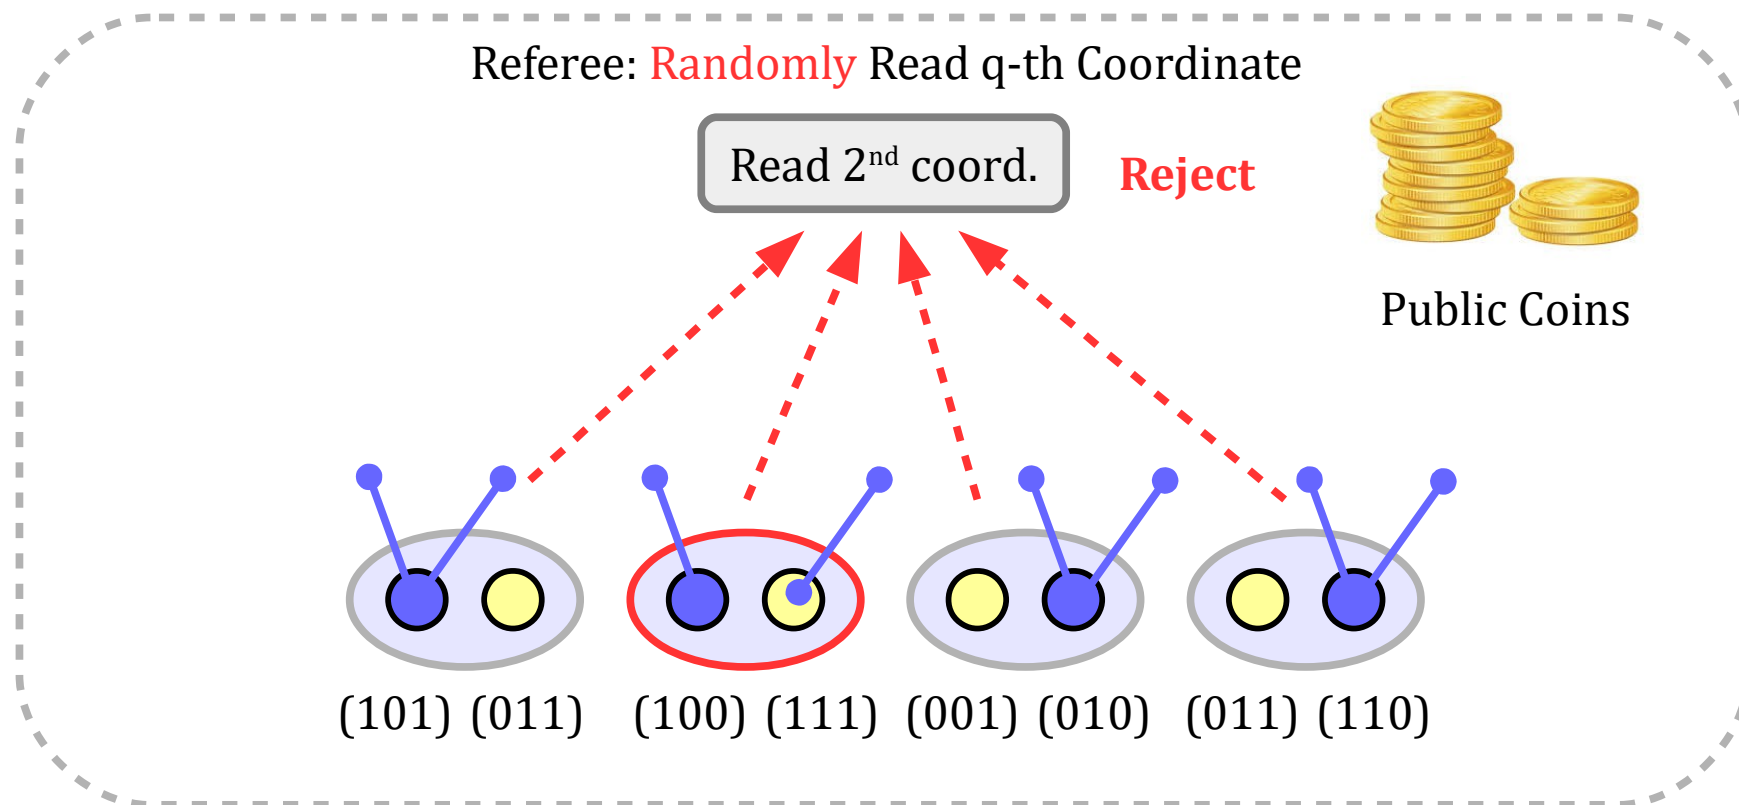 Referee: Randomly Read q-th Coordinate
Read 2nd coord.
Reject
Public Coins
(101) (011) (100) (111) (001) (010) (011) (110)